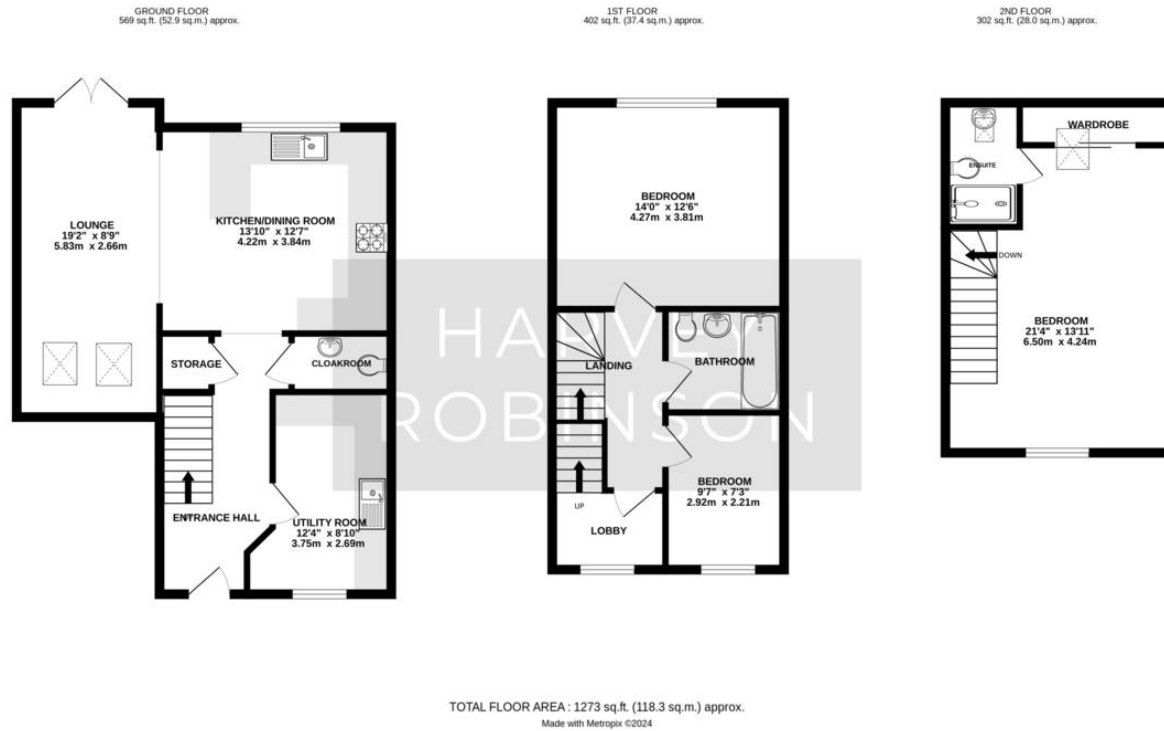 GROUND FLOOR
569 sq.ft. (52.9 sq.m.) approx.
1ST FLOOR
402 sq.ft. (37.4 sq.m.) approx.
2ND FLOOR
302 sq.ft. (28.0 sq.m.) approx.
LOUNGE
19'2" x 8'9"
5.83m x 2.66m
KITCHEN/DINING ROOM
13'10" x 12'7"
4.22m x 3.84m
STORAGE
CLOAKROOM
ENTRANCE HALL
UTILITY ROOM
12'4" x 8'10"
3.75m x 2.69m
BEDROOM
14'0" x 12'6"
4.27m x 3.81m
LANDING
BATHROOM
BEDROOM
9'7" x 7'3"
2.92m x 2.21m
UP
LOBBY
WARDROBE
ENSUITE
DOWN
BEDROOM
21'4" x 13'11"
6.50m x 4.24m
HARVEY
ROBINSON
TOTAL FLOOR AREA : 1273 sq.ft. (118.3 sq.m.) approx.
Made with Metropix ©2024